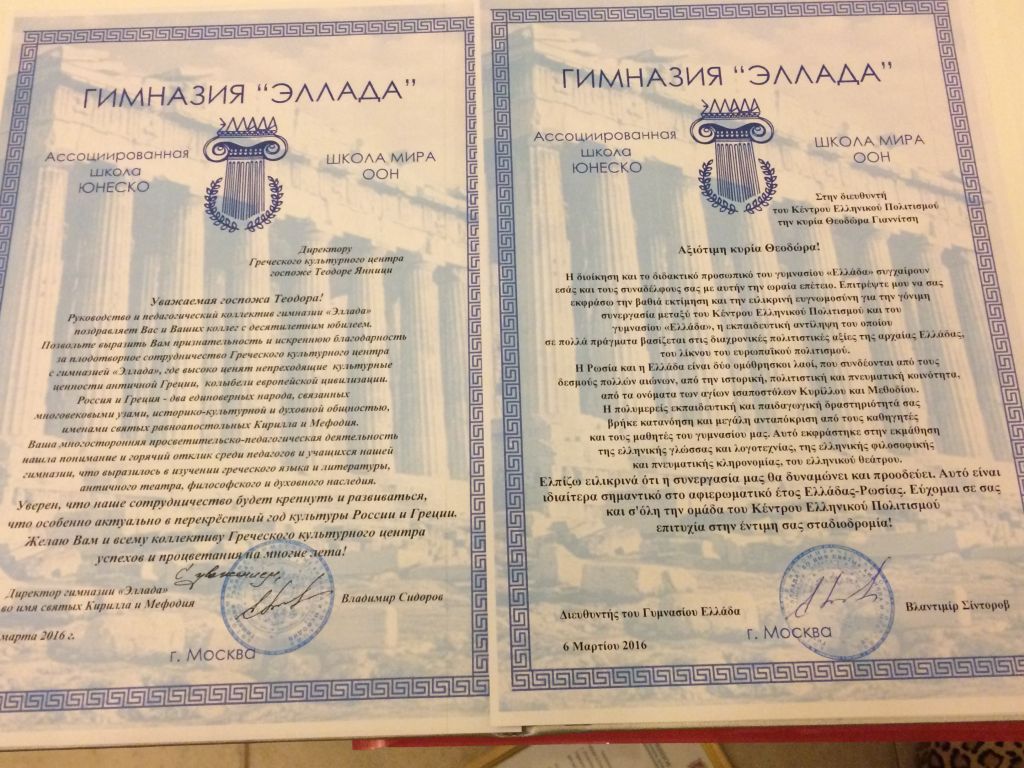 ГИМНАЗИЯ “ЭЛЛАДА”
Ассоциированная
школа
ЮНЕСКО
ШКОЛА МИРА
ООН
Директору
Греческого культурного центра
госпоже Теодоре Янници
Уважаемая госпожа Теодора!
Руководство и педагогический коллектив гимназии «Эллада»
поздравляет Вас и Ваших коллег с десятилетним юбилеем.
Позвольте выразить Вам признательность и искреннюю благодарность
за плодотворное сотрудничество Греческого культурного центра
с гимназией «Эллада», где высоко ценят непреходящие культурные
ценности античной Греции, колыбели европейской цивилизации.
Россия и Греция - два единоверных народа, связанных
многовековыми узами, историко-культурной и духовной общностью,
именами святых равноапостольных Кирилла и Мефодия.
Ваша многосторонняя просветительско-педагогическая деятельность
нашла понимание и горячий отклик среди педагогов и учащихся нашей
гимназии, что выразилось в изучении греческого языка и литературы,
античного театра, философского и духовного наследия.
Уверен, что наше сотрудничество будет крепнуть и развиваться,
что особенно актуально в перекрёстный год культуры России и Греции.
Желаю Вам и всему коллективу Греческого культурного центра
успехов и процветания на многие лета!
С уважением,
Директор гимназии «Эллада»
во имя святых Кирилла и Мефодия
Владимир Сидоров
марта 2016 г.
г. Москва
ГИМНАЗИЯ “ЭЛЛАДА”
Ассоциированная
школа
ЮНЕСКО
ШКОЛА МИРА
ООН
Στην διευθυντή
του Κέντρου Ελληνικού Πολιτισμού
την κυρία Θεοδώρα Γιαννίτση
Αξιότιμη κυρία Θεοδώρα!
Η διοίκηση και το διδακτικό προσωπικό του γυμνασίου «Ελλάδα» συγχαίρουν
εσάς και τους συναδέλφους σας με αυτήν την ωραία επέτειο. Επιτρέψτε μου να σας
εκφράσω την βαθιά εκτίμηση και την ειλικρινή ευγνωμοσύνη για την γόνιμη
συνεργασία μεταξύ του Κέντρου Ελληνικού Πολιτισμού και του
γυμνασίου «Ελλάδα», η εκπαιδευτική αντίληψη του οποίου
σε πολλά πράγματα βασίζεται στις διαχρονικές πολιτιστικές αξίες της αρχαίας Ελλάδας,
του λίκνου του ευρωπαϊκού πολιτισμού.
Η Ρωσία και η Ελλάδα είναι δύο ομόθρησκοι λαοί, που συνδέονται από τους
δεσμούς πολλών αιώνων, από την ιστορική, πολιτιστική και πνευματική κοινότητα,
από τα ονόματα των αγίων ισαποστόλων Κυρίλλου και Μεθοδίου.
Η πολυμερείς εκπαιδευτική και παιδαγωγική δραστηριότητά σας
βρήκε κατανόηση και μεγάλη ανταπόκριση από τους καθηγητές
και τους μαθητές του γυμνασίου μας. Αυτό εκφράστηκε στην εκμάθηση
της ελληνικής γλώσσας και λογοτεχνίας, της ελληνικής φιλοσοφικής
και πνευματικής κληρονομίας, του ελληνικού θεάτρου.
Ελπίζω ειλικρινά ότι η συνεργασία μας θα δυναμώνει και προοδεύει. Αυτό είναι
ιδιαίτερα σημαντικό στο αφιερωματικό έτος Ελλάδας-Ρωσίας. Εύχομαι σε σας
και σ'όλη την ομάδα του Κέντρου Ελληνικού Πολιτισμού
επιτυχία στην έντιμη σας σταδιοδρομία!
Διευθυντής του Γυμνασίου Ελλάδα
Βλαντιμίρ Σίντοροβ
6 Μαρτίου 2016
г. Москва